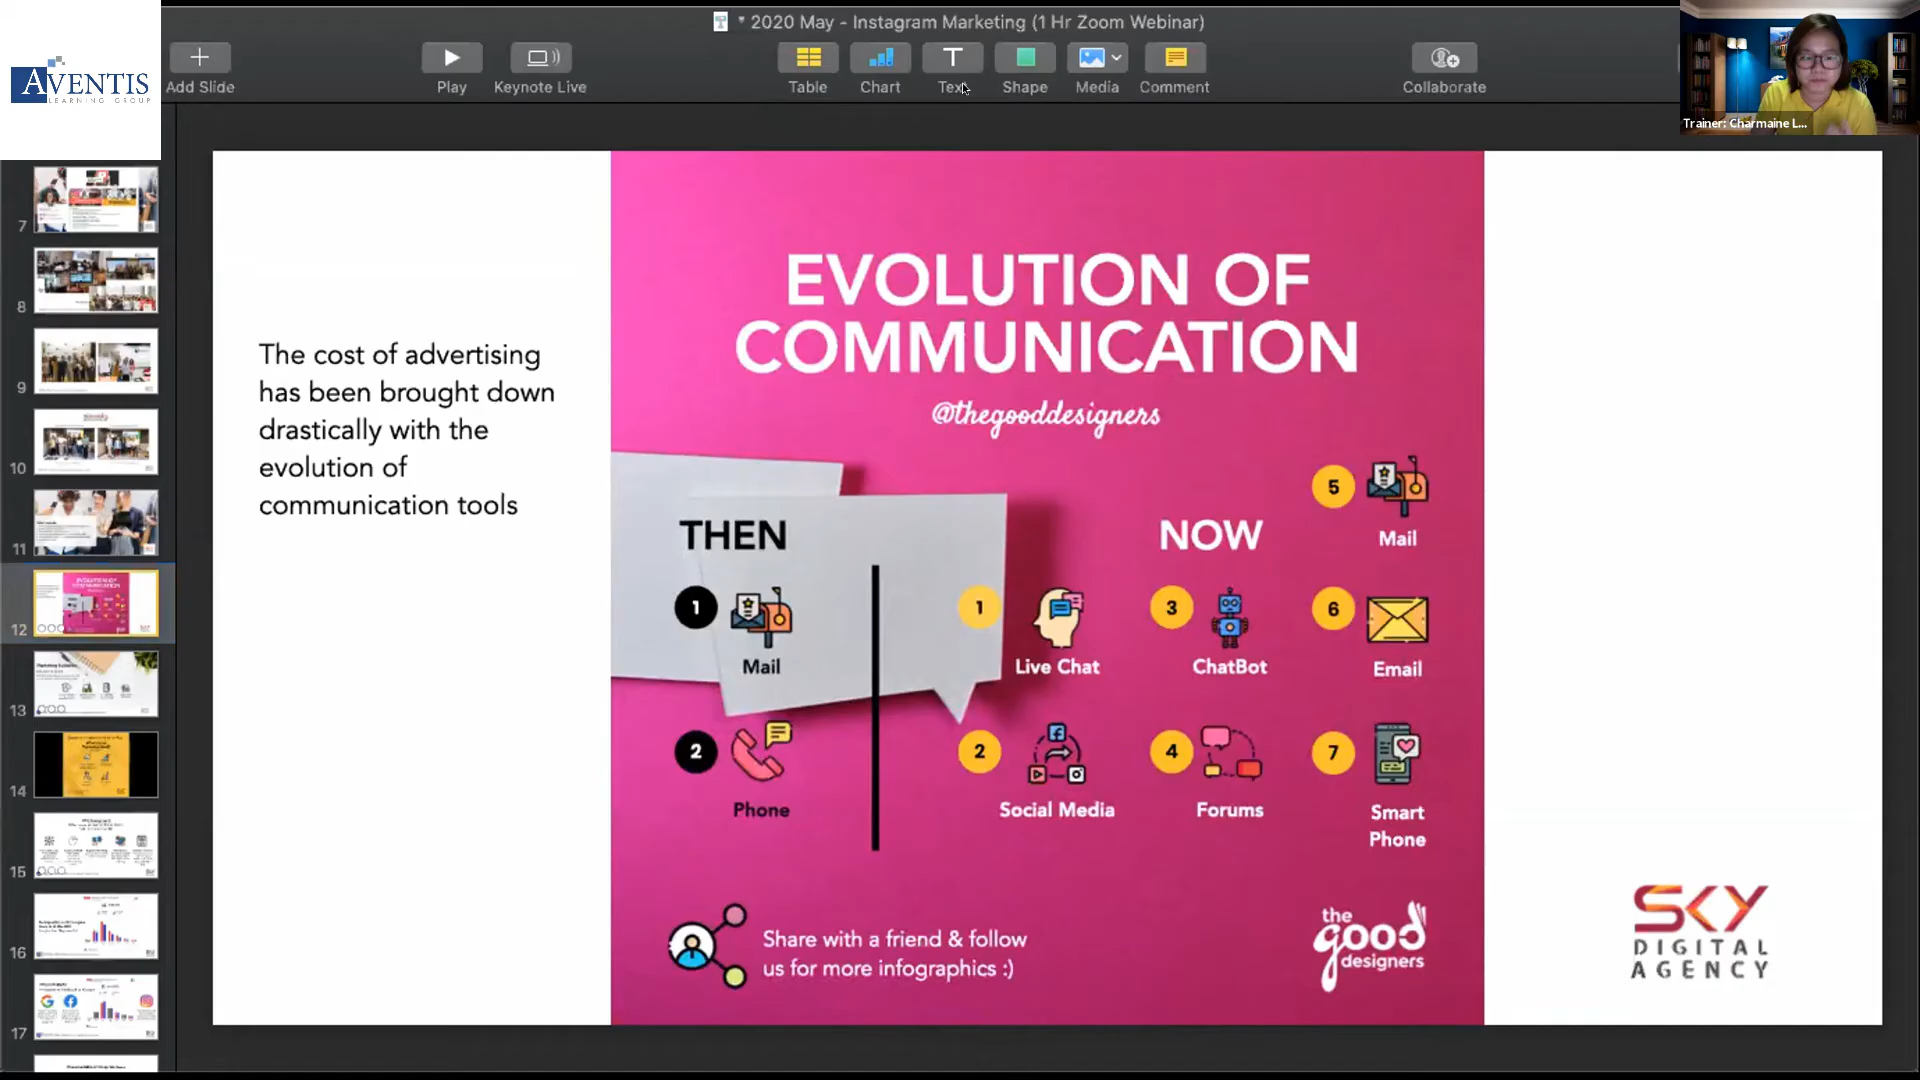 * 2020 May - Instagram Marketing (1 Hr Zoom Webinar)
AVENTIS
LEARNING GROUP
Add Slide
Play
Keynote Live
Table
Chart
Text
Shape
Media
Comment
Collaborate
Trainer: Charmaine L...
7
8
9
10
11
12
13
14
15
16
17
The cost of advertising
has been brought down
drastically with the
evolution of
communication tools
EVOLUTION OF
COMMUNICATION
@thegooddesigners
THEN
1
Mail
2
Phone
NOW
1
Live Chat
2
Social Media
3
ChatBot
4
Forums
5
Mail
6
Email
7
Smart
Phone
Share with a friend & follow
us for more infographics :)
the
good
designers
SKY
DIGITAL
AGENCY